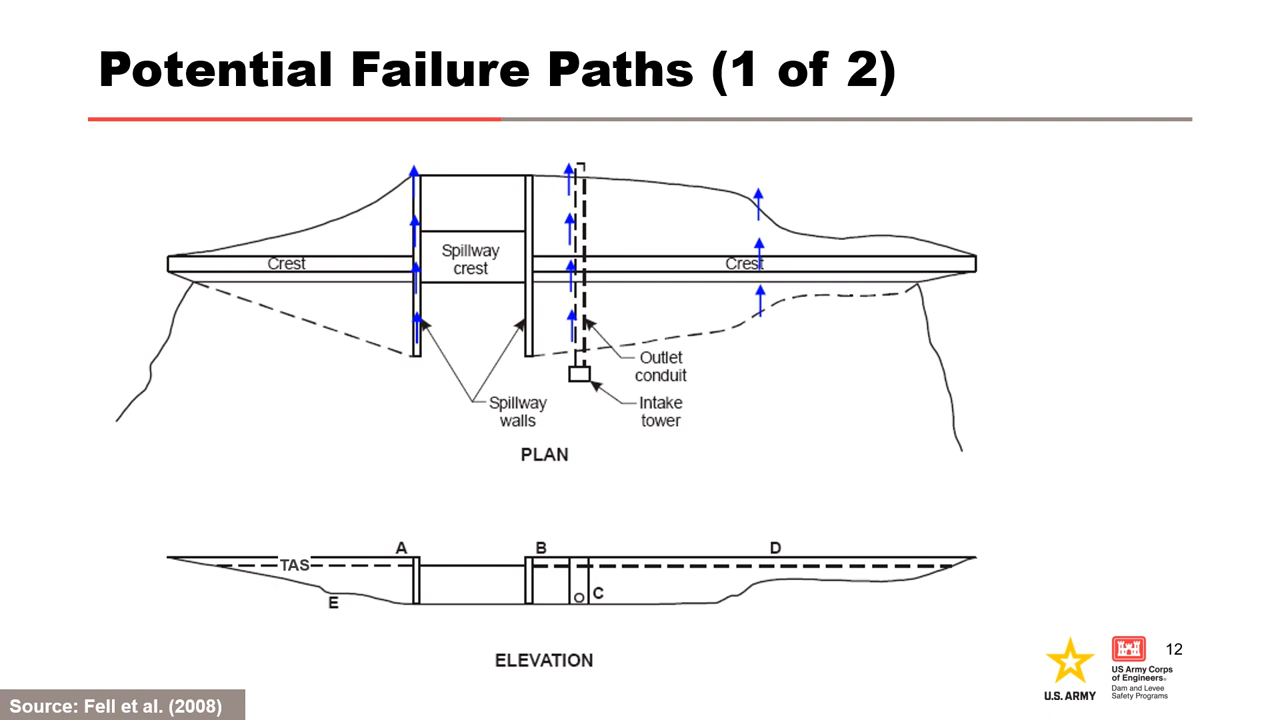 Potential Failure Paths (1 of 2)
Crest
Spillway
crest
Crest
Outlet
conduit
Spillway
walls
Intake
tower
PLAN
A
B
D
TAS
C
E
ELEVATION
12
U.S. ARMY
US Army Corps
of Engineers®
Dam and Levee
Safety Programs
Source: Fell et al. (2008)